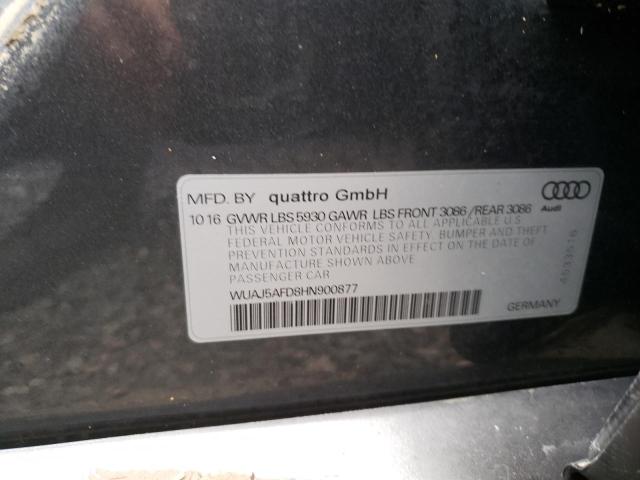 MFD. BY quattro GmbH
10 16 GVWR LBS 5930 GAWR LBS FRONT 3086 / REAR 3086
Audi
THIS VEHICLE CONFORMS TO ALL APPLICABLE U.S.
FEDERAL MOTOR VEHICLE SAFETY, BUMPER AND THEFT
PREVENTION STANDARDS IN EFFECT ON THE DATE OF
MANUFACTURE SHOWN ABOVE
PASSENGER CAR
WUAJ5AFD8HN900877
4533516
GERMANY